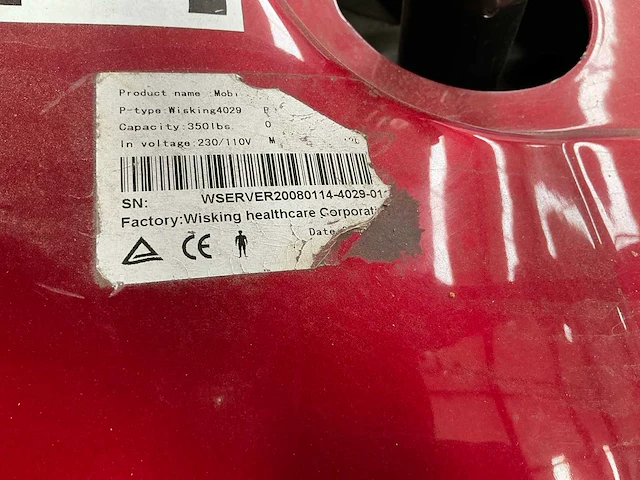 Product name :Mobi
P-type:Wisking4029
Capacity:350lbs. O
In voltage:230/110V M
SN: WSERVER20080114-4029-01
Factory:Wisking healthcare Corporat
Date
CE